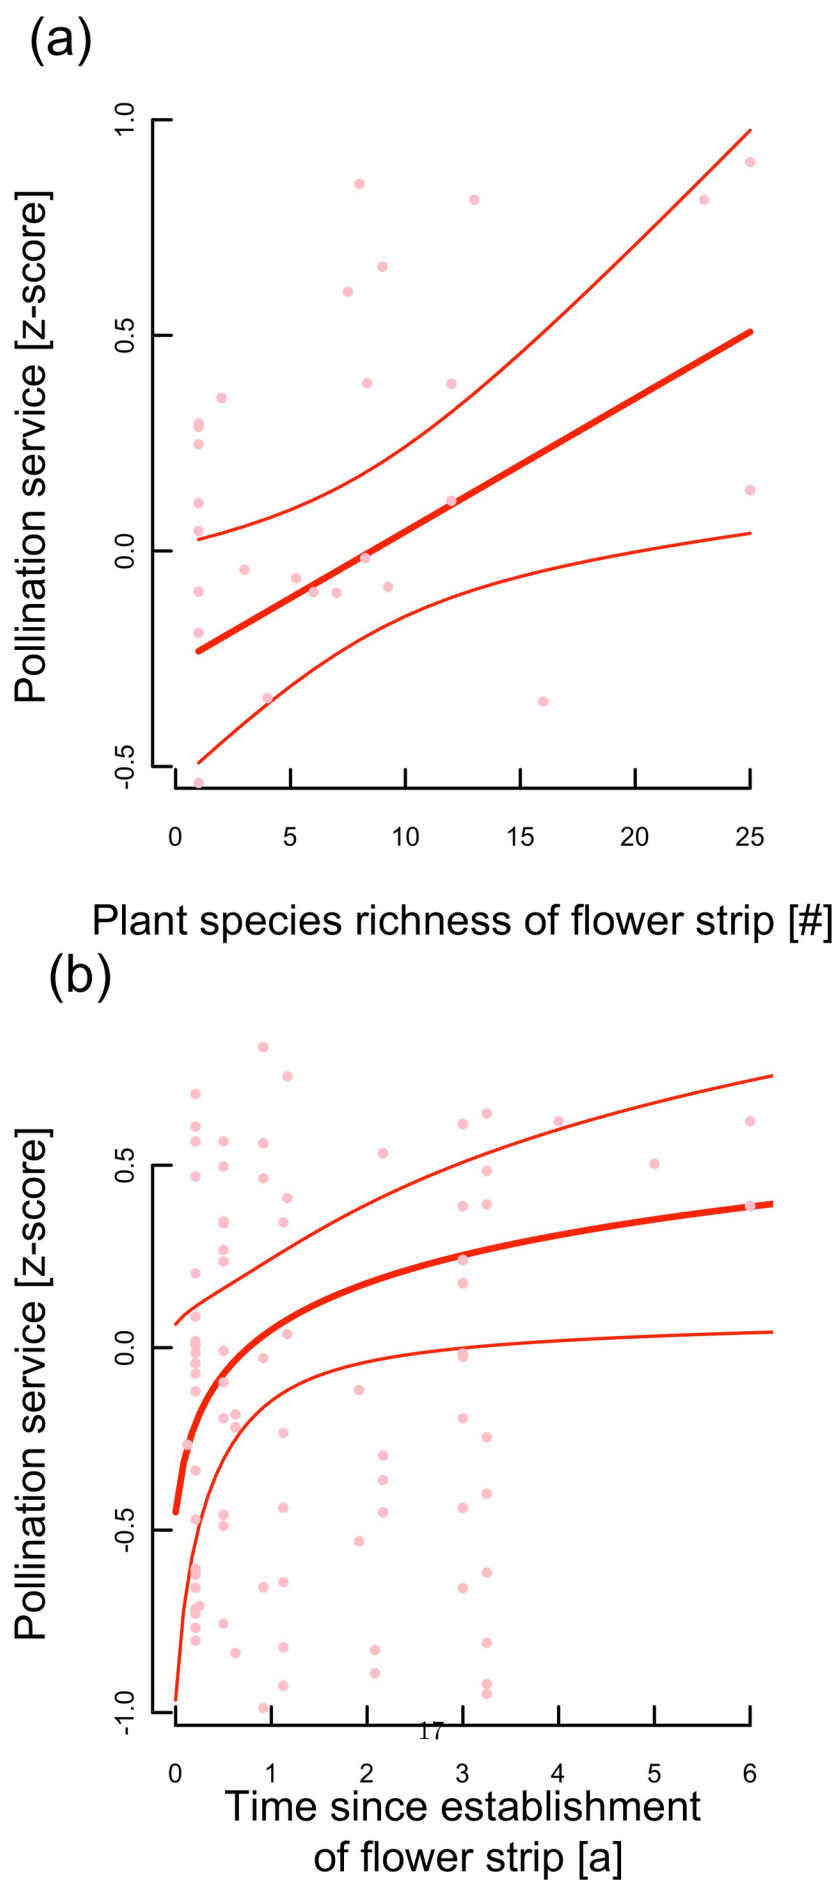 (a)
Pollination service [z-score]
1.0
0.5
0.0
-0.5
0 5 10 15 20 25
Plant species richness of flower strip [#]
(b)
Pollination service [z-score]
0.5
0.0
-0.5
-1.0
17
0 1 2 3 4 5 6
Time since establishment
of flower strip [a]